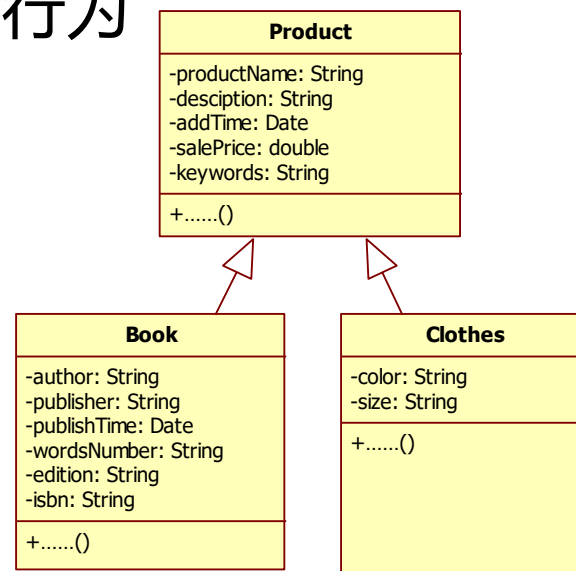 行为
Product
-productName: String
-desciption: String
-addTime: Date
-salePrice: double
-keywords: String
+......()
Book
-author: String
-publisher: String
-publishTime: Date
-wordsNumber: String
-edition: String
-isbn: String
+......()
Clothes
-color: String
-size: String
+......()